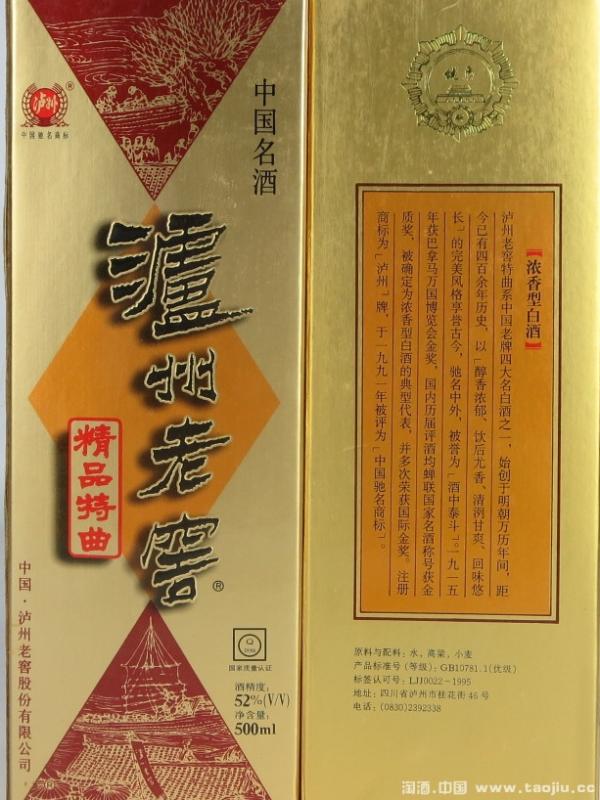 泸州
®
中国驰名商标
中国名酒
泸州老窖®
精品特曲
中国·泸州老窖股份有限公司
Q
国家质量认证
酒精度:
52%(V/V)
净含量:
500ml
【浓香型白酒】
泸州老窖特曲系中国老牌四大名白酒之一，始创于明朝万历年间，距
今已有四百余年历史，以「醇香浓郁、饮后尤香、清洌甘爽、回味悠
长」的完美风格享誉古今，驰名中外，被誉为「酒中泰斗」。一九一五
年获巴拿马万国博览会金奖，国内历届评酒均蝉联国家名酒称号获金
质奖，被确定为浓香型白酒的典型代表，并多次荣获国际金奖。注册
商标为「泸州」牌，于一九九一年被评为「中国驰名商标」。
原料与配料: 水，高粱，小麦
产品标准号 (等级): GB10781.1(优级)
标签认可号: LJJ0022-1995
地址: 四川省泸州市桂花街46号
电话: (0830)2392338
淘酒.中国 www.taojiu.cc